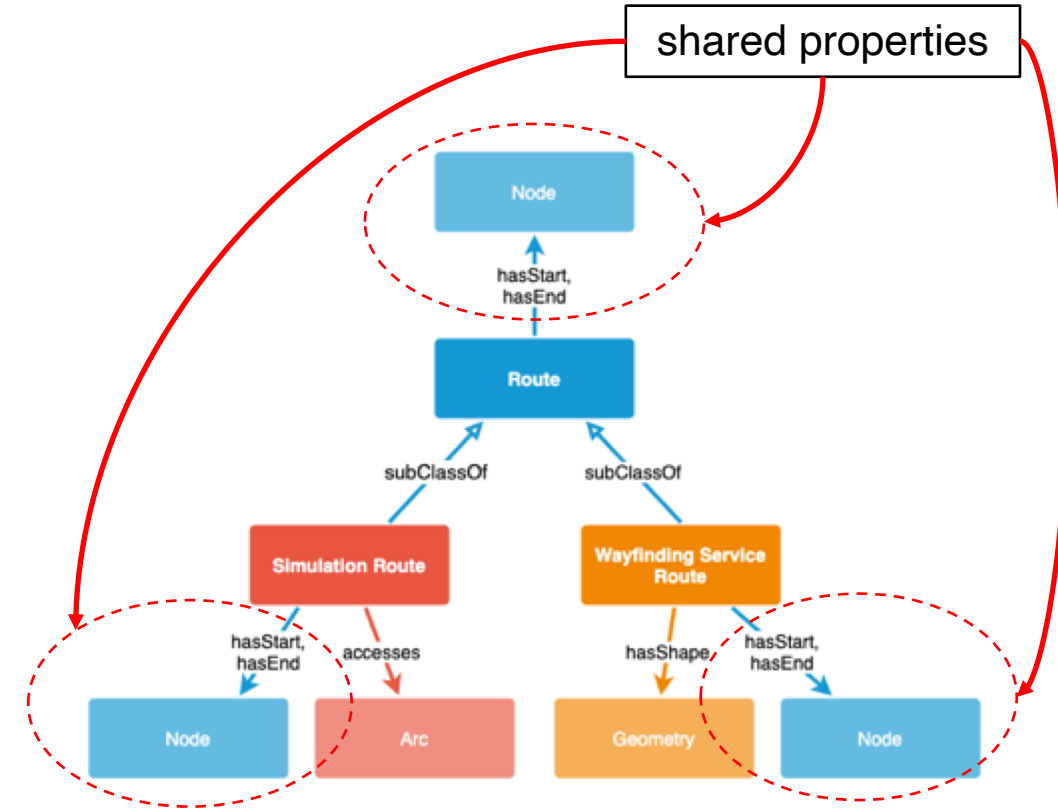 shared properties
Node
hasStart,
hasEnd
Route
subClassOf
subClassOf
Simulation Route
Wayfinding Service
Route
hasStart,
hasEnd
accesses
hasShape
hasStart,
hasEnd
Node
Arc
Geometry
Node